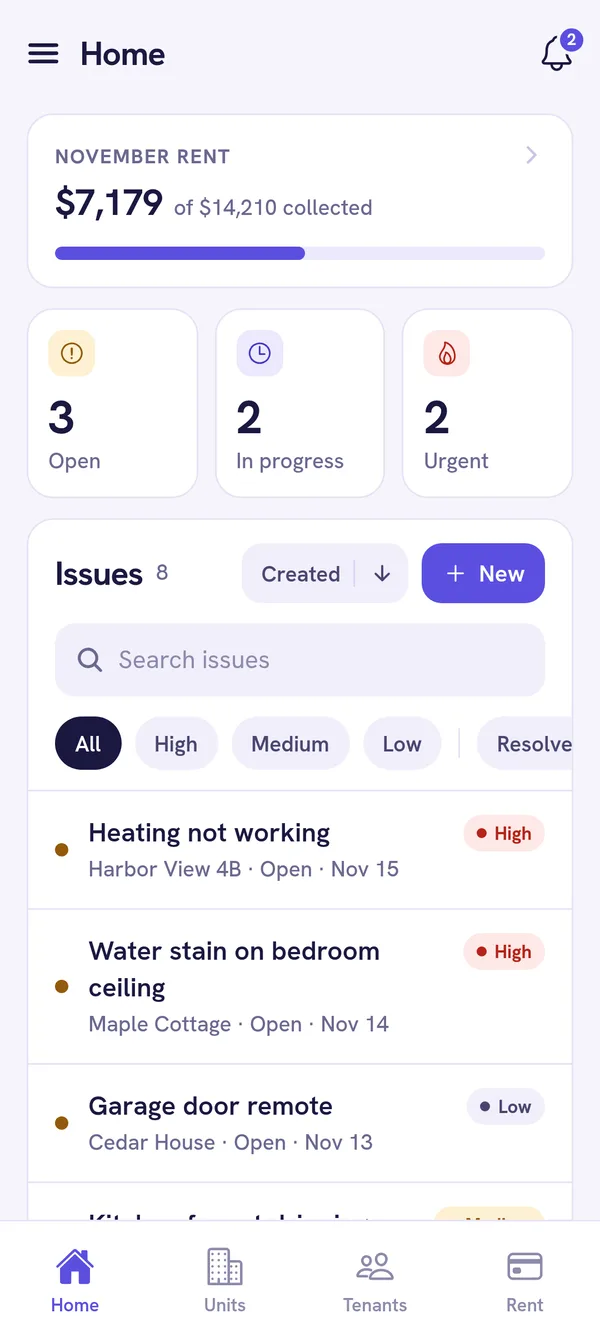 Home
2
NOVEMBER RENT
$7,179 of $14,210 collected
3
Open
2
In progress
2
Urgent
Issues 8
Created
New
Search issues
All
High
Medium
Low
Resolve
Heating not working
High
Harbor View 4B · Open · Nov 15
Water stain on bedroom
ceiling
High
Maple Cottage · Open · Nov 14
Garage door remote
Low
Cedar House · Open · Nov 13
Home
Units
Tenants
Rent